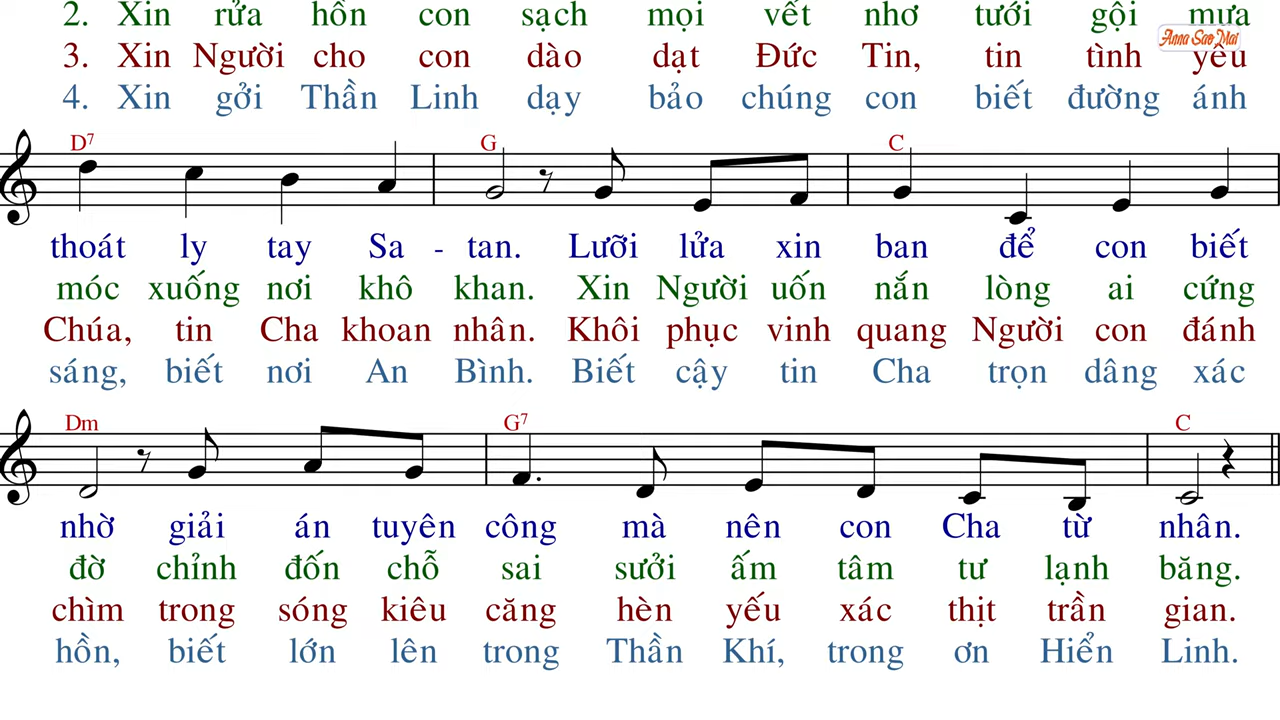 2. Xin rửa hồn con sạch mọi vết nhơ tưới gội mưa
Anna Sao Mai
3. Xin Người cho con dào dạt Đức Tin, tin tình yêu
4. Xin gởi Thần Linh dạy bảo chúng con biết đường ánh
D7 G C
thoát ly tay Sa - tan. Lưỡi lửa xin ban để con biết
móc xuống nơi khô khan. Xin Người uốn nắn lòng ai cứng
Chúa, tin Cha khoan nhân. Khôi phục vinh quang Người con đánh
sáng, biết nơi An Bình. Biết cậy tin Cha trọn dâng xác
Dm G7 C
nhờ giải án tuyên công mà nên con Cha từ nhân.
đờ chỉnh đốn chỗ sai sưởi ấm tâm tư lạnh băng.
chìm trong sóng kiêu căng hèn yếu xác thịt trần gian.
hồn, biết lớn lên trong Thần Khí, trong ơn Hiển Linh.